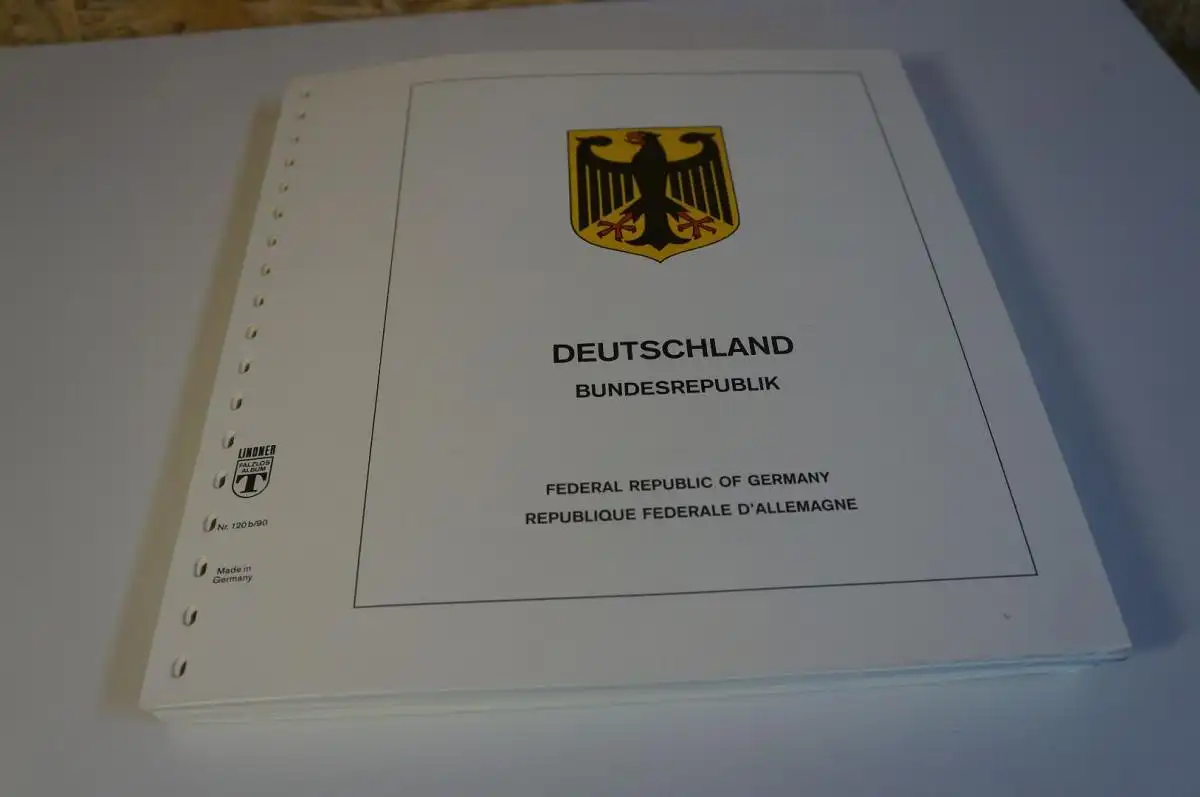 DEUTSCHLAND
BUNDESREPUBLIK
FEDERAL REPUBLIC OF GERMANY
REPUBLIQUE FEDERALE D'ALLEMAGNE
LINDNER
FALZLOS
ALBUM
T
Nr. 120 b/90
Made in
Germany